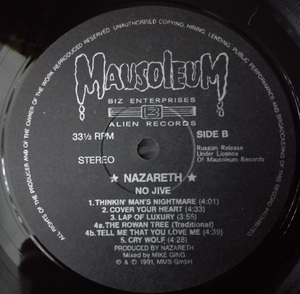 ALL RIGHTS OF THE PRODUCER AND OF THE OWNER OF THE WORK REPRODUCED RESERVED. UNAUTHORISED COPYING, HIRING, LENDING, PUBLIC PERFORMANCE AND BROADCASTING
MAUSOLEUM
BIZ ENTERPRISES
B
ALIEN RECORDS
33⅓ RPM
SIDE B
STEREO
Russian Release
Under Licence
Of Mausoleum Records
★ NAZARETH ★
NO JIVE
1. THINKIN' MAN'S NIGHTMARE (4:01)
2. COVER YOUR HEART (4:33)
3. LAP OF LUXURY (3:55)
4a. THE ROWAN TREE (Traditional)
4b. TELL ME THAT YOU LOVE ME (4:39)
5. CRY WOLF (4:28)
PRODUCED BY NAZARETH
Mixed by MIKE GING
℗ & © 1991, MMS GmbH